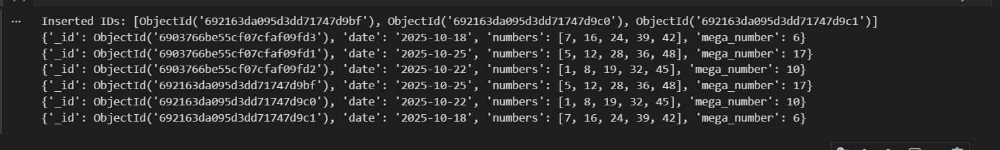 Inserted IDs: [ObjectId('692163da095d3dd71747d9bf'), ObjectId('692163da095d3dd71747d9c0'), ObjectId('692163da095d3dd71747d9c1')]
{'_id': ObjectId('6903766be55cf07cfaf09fd3'), 'date': '2025-10-18', 'numbers': [7, 16, 24, 39, 42], 'mega_number': 6}
{'_id': ObjectId('6903766be55cf07cfaf09fd1'), 'date': '2025-10-25', 'numbers': [5, 12, 28, 36, 48], 'mega_number': 17}
{'_id': ObjectId('6903766be55cf07cfaf09fd2'), 'date': '2025-10-22', 'numbers': [1, 8, 19, 32, 45], 'mega_number': 10}
{'_id': ObjectId('692163da095d3dd71747d9bf'), 'date': '2025-10-25', 'numbers': [5, 12, 28, 36, 48], 'mega_number': 17}
{'_id': ObjectId('692163da095d3dd71747d9c0'), 'date': '2025-10-22', 'numbers': [1, 8, 19, 32, 45], 'mega_number': 10}
{'_id': ObjectId('692163da095d3dd71747d9c1'), 'date': '2025-10-18', 'numbers': [7, 16, 24, 39, 42], 'mega_number': 6}